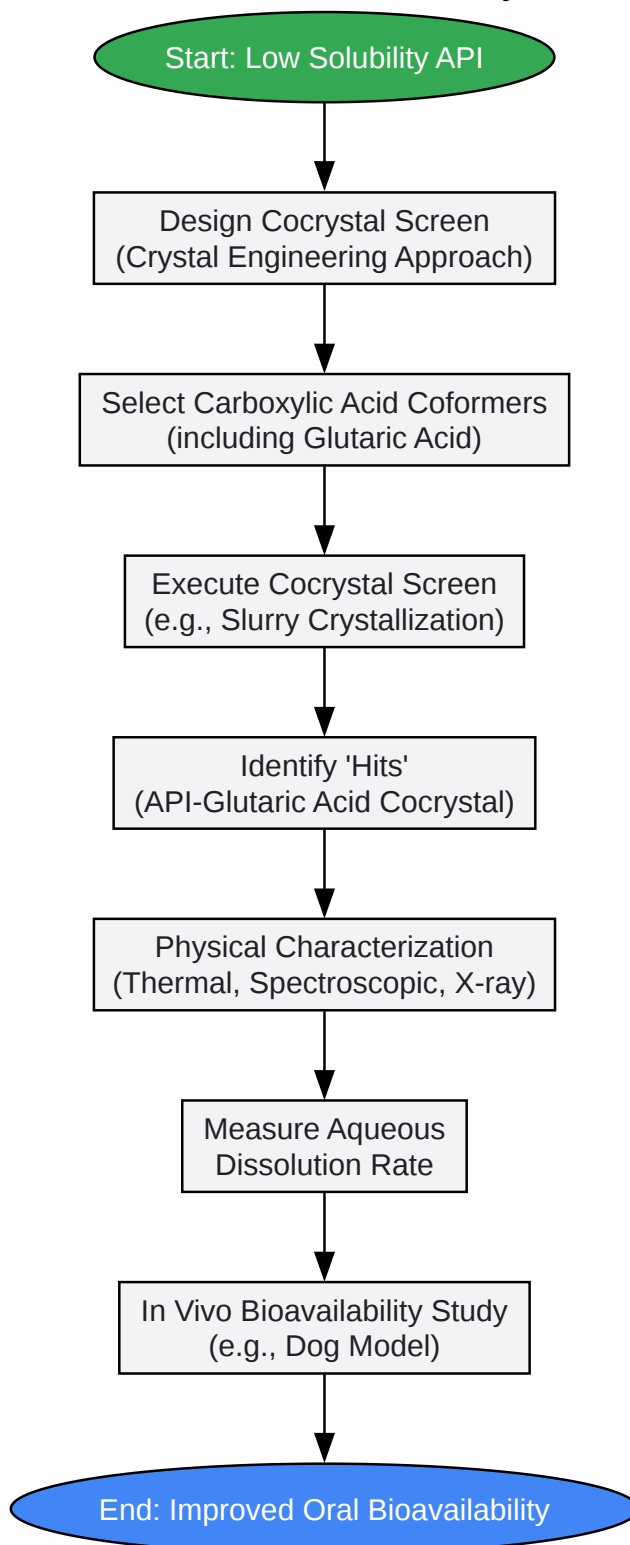 Start: Low Solubility API
Design Cocrystal Screen
(Crystal Engineering Approach)
Select Carboxylic Acid Coformers
(including Glutaric Acid)
Execute Cocrystal Screen
(e.g., Slurry Crystallization)
Identify 'Hits'
(API-Glutaric Acid Cocrystal)
Physical Characterization
(Thermal, Spectroscopic, X-ray)
Measure Aqueous
Dissolution Rate
In Vivo Bioavailability Study
(e.g., Dog Model)
End: Improved Oral Bioavailability